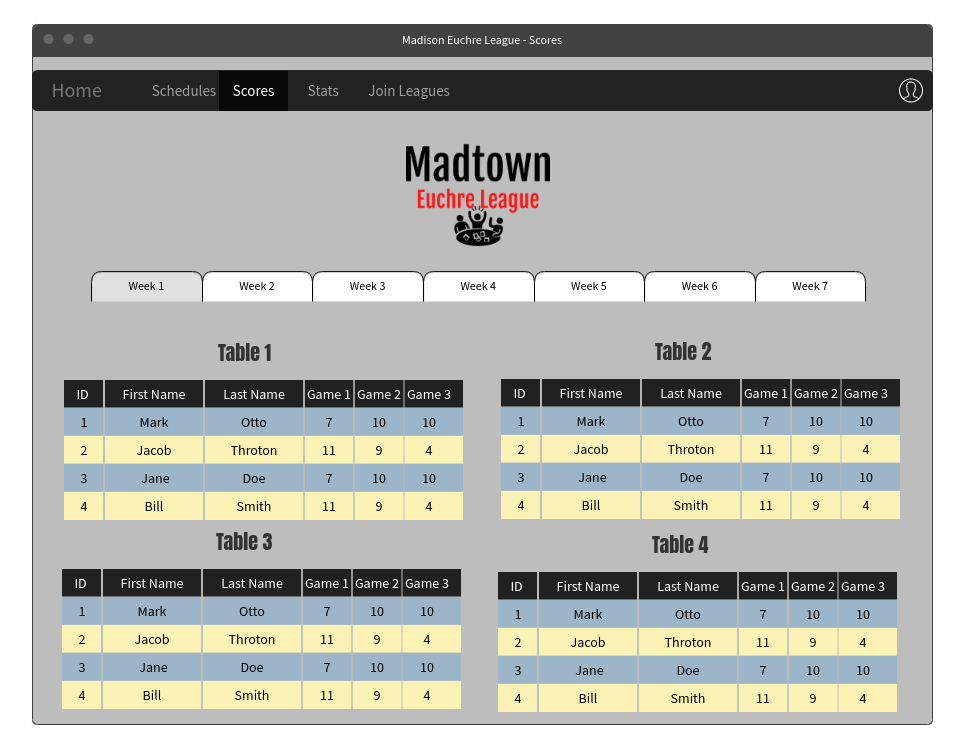 Madison Euchre League - Scores
Home Schedules Scores Stats Join Leagues
Madtown
Euchre League
Week 1 Week 2 Week 3 Week 4 Week 5 Week 6 Week 7
Table 1
ID First Name Last Name Game 1 Game 2 Game 3
1 Mark Otto 7 10 10
2 Jacob Throton 11 9 4
3 Jane Doe 7 10 10
4 Bill Smith 11 9 4
Table 2
ID First Name Last Name Game 1 Game 2 Game 3
1 Mark Otto 7 10 10
2 Jacob Throton 11 9 4
3 Jane Doe 7 10 10
4 Bill Smith 11 9 4
Table 3
ID First Name Last Name Game 1 Game 2 Game 3
1 Mark Otto 7 10 10
2 Jacob Throton 11 9 4
3 Jane Doe 7 10 10
4 Bill Smith 11 9 4
Table 4
ID First Name Last Name Game 1 Game 2 Game 3
1 Mark Otto 7 10 10
2 Jacob Throton 11 9 4
3 Jane Doe 7 10 10
4 Bill Smith 11 9 4